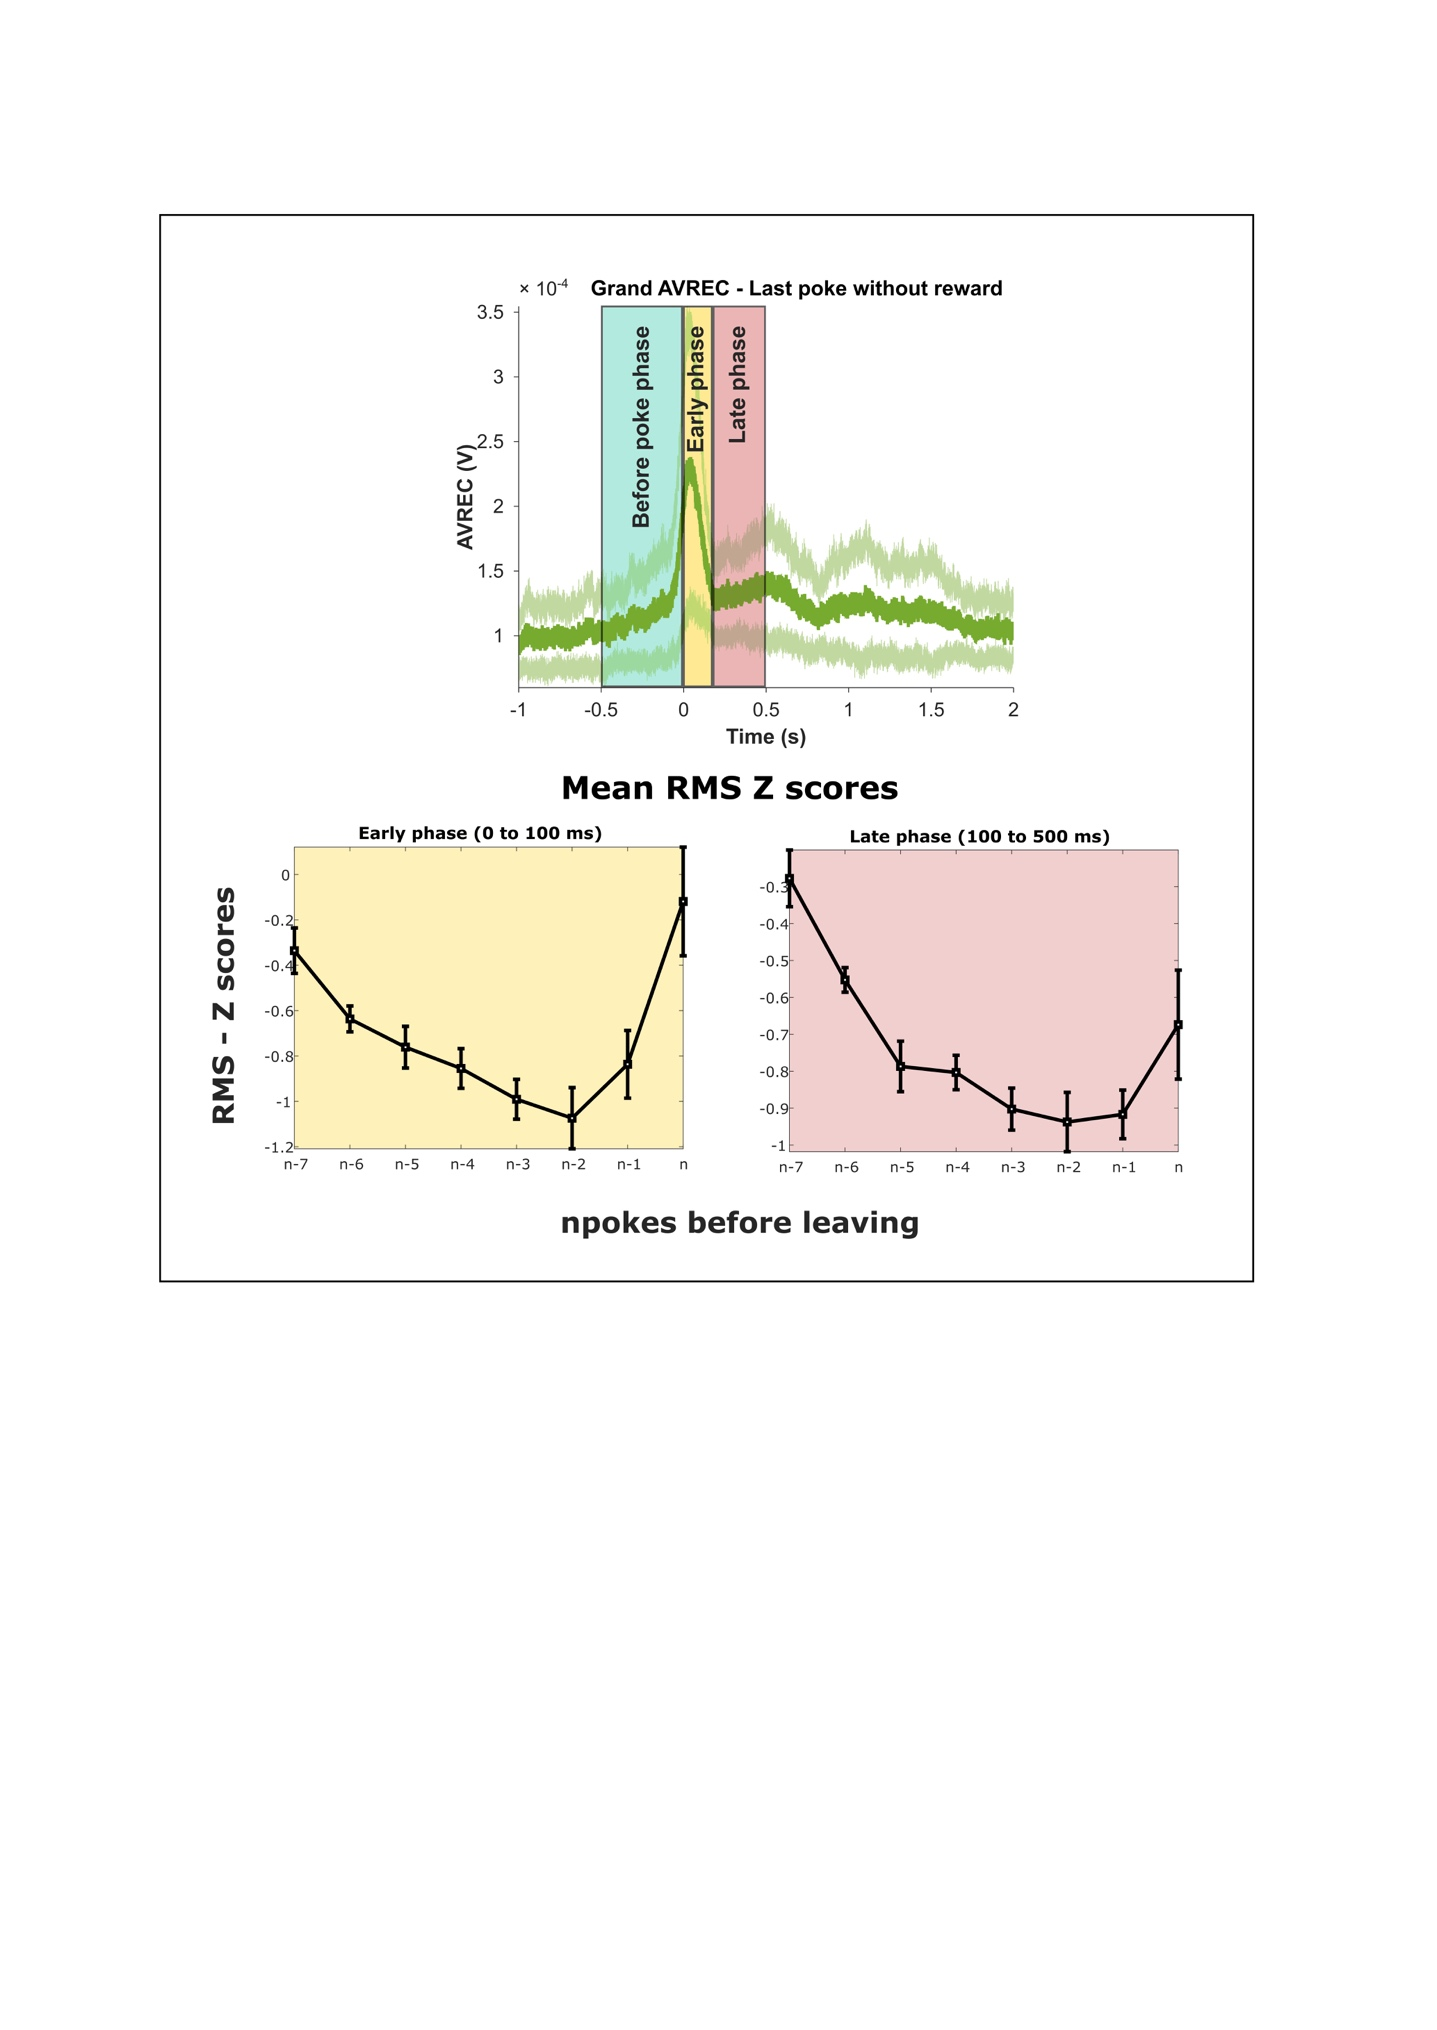 × 10-4 Grand AVREC - Last poke without reward
3.5
3
2.5
2
1.5
1
AVREC (V)
Before poke phase
Early phase
Late phase
-1 -0.5 0 0.5 1 1.5 2
Time (s)
Mean RMS Z scores
Early phase (0 to 100 ms)
RMS - Z scores
0
-0.2
-0.4
-0.6
-0.8
-1
-1.2
n-7 n-6 n-5 n-4 n-3 n-2 n-1 n
Late phase (100 to 500 ms)
-0.3
-0.4
-0.5
-0.6
-0.7
-0.8
-0.9
-1
n-7 n-6 n-5 n-4 n-3 n-2 n-1 n
npokes before leaving